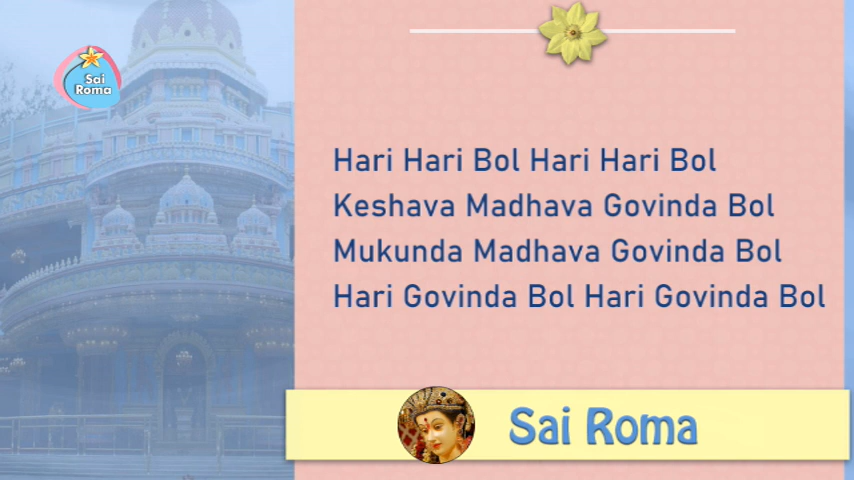 Sai
Roma
Hari Hari Bol Hari Hari Bol
Keshava Madhava Govinda Bol
Mukunda Madhava Govinda Bol
Hari Govinda Bol Hari Govinda Bol
Sai Roma